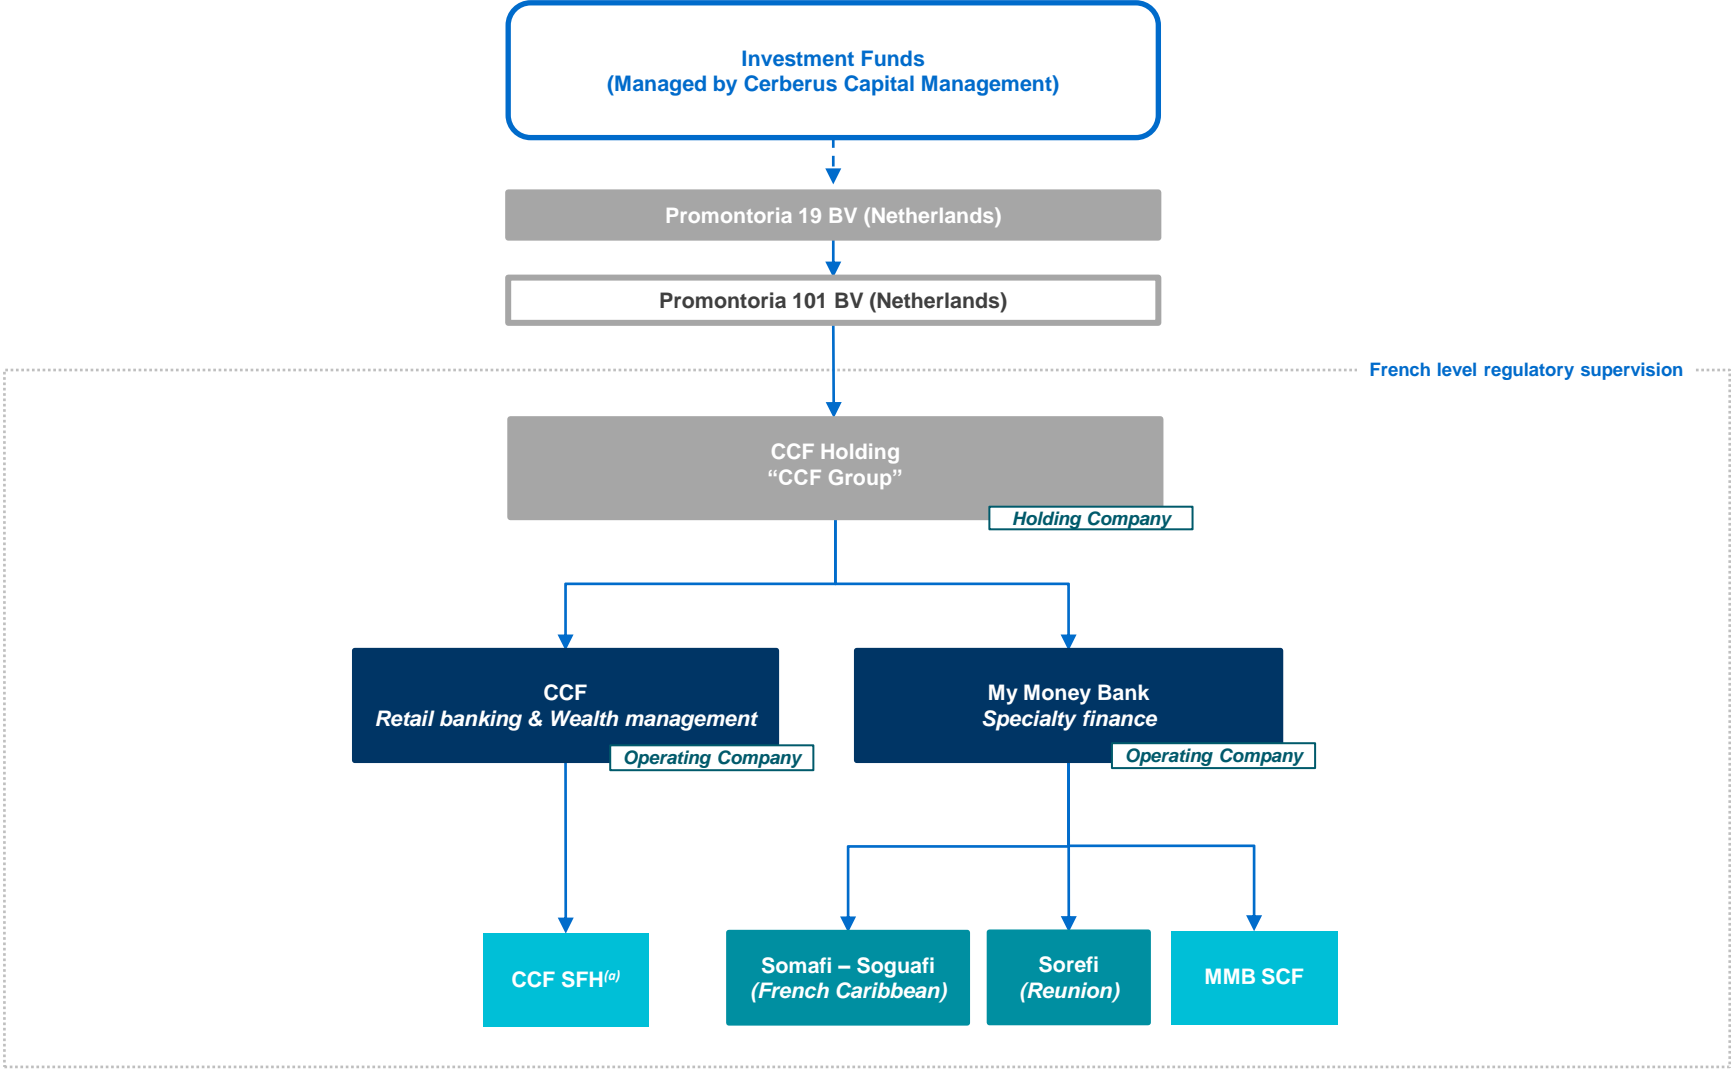 Investment Funds
(Managed by Cerberus Capital Management)
Promontoria 19 BV (Netherlands)
Promontoria 101 BV (Netherlands)
French level regulatory supervision
CCF Holding
“CCF Group”
Holding Company
CCF
Retail banking & Wealth management
Operating Company
My Money Bank
Specialty finance
Operating Company
CCF SFH(a)
Somafi – Soguafi
(French Caribbean)
Sorefi
(Reunion)
MMB SCF